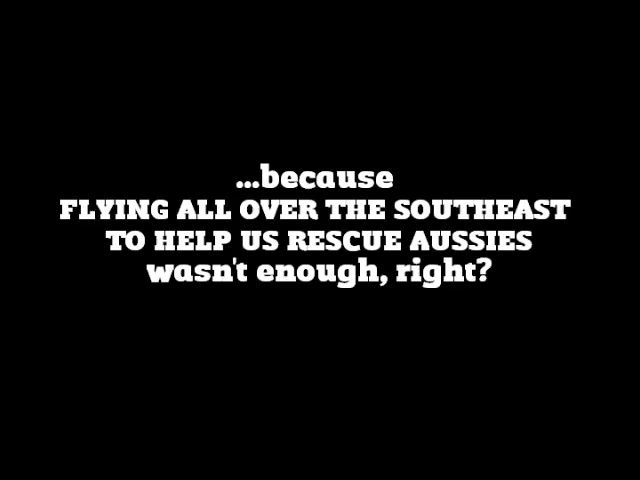 ...because
FLYING ALL OVER THE SOUTHEAST
TO HELP US RESCUE AUSSIES
wasn't enough, right?